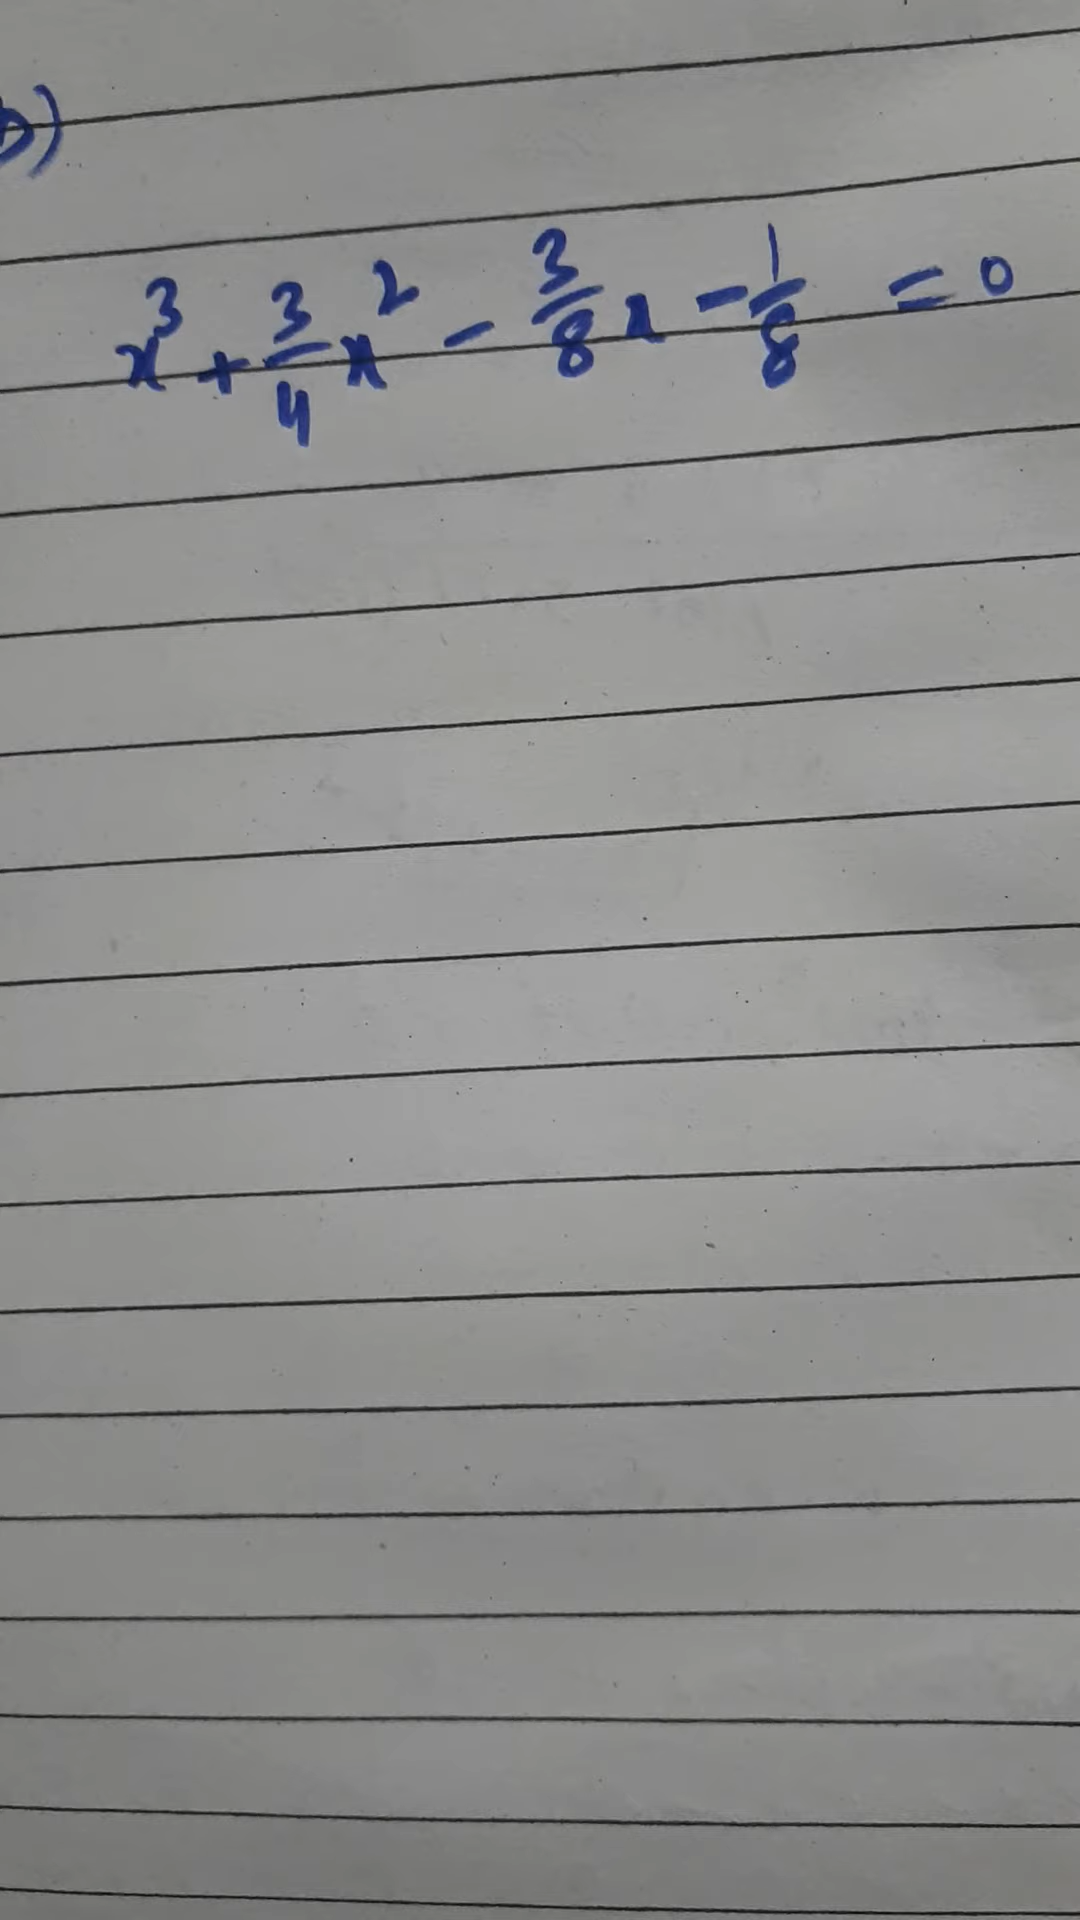 b)
x³ + 3/4 x² - 3/8 x - 1/8 = 0